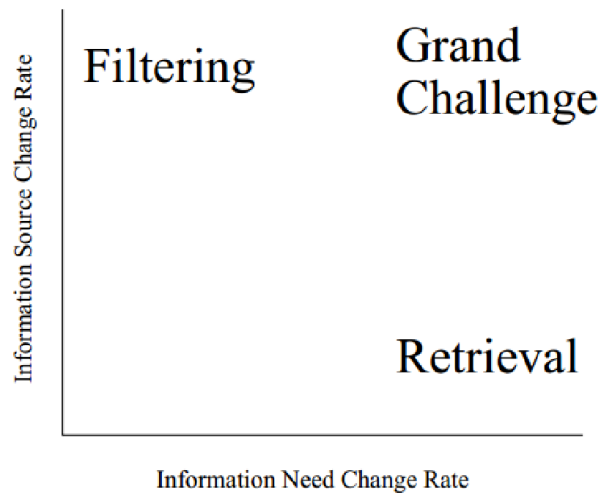 Filtering
Grand
Challenge
Information Source Change Rate
Retrieval
Information Need Change Rate